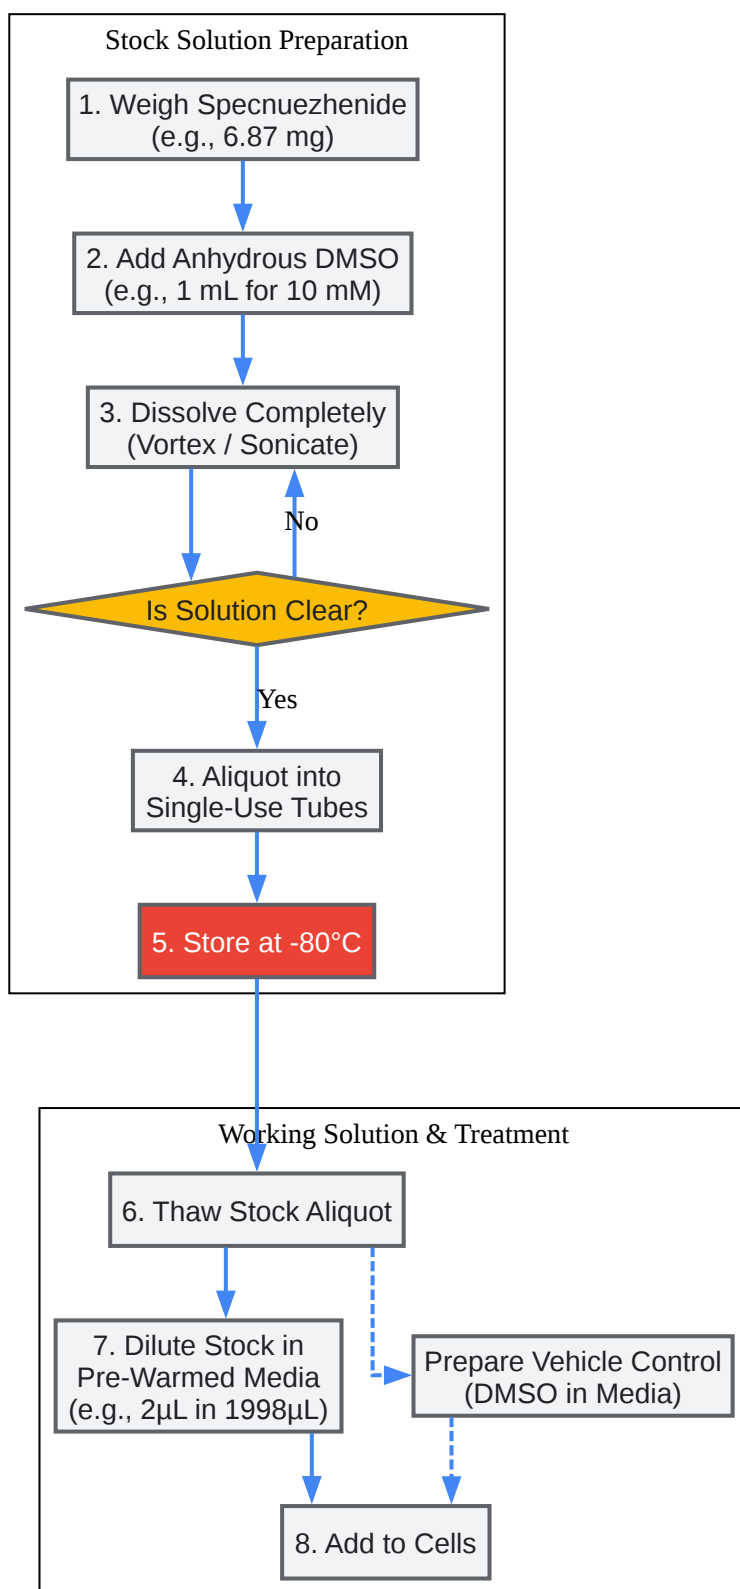 Stock Solution Preparation
1. Weigh Specnuezhenide
(e.g., 6.87 mg)
2. Add Anhydrous DMSO
(e.g., 1 mL for 10 mM)
3. Dissolve Completely
(Vortex / Sonicate)
No
Is Solution Clear?
Yes
4. Aliquot into
Single-Use Tubes
5. Store at -80°C
Working Solution & Treatment
6. Thaw Stock Aliquot
7. Dilute Stock in
Pre-Warmed Media
(e.g., 2µL in 1998µL)
Prepare Vehicle Control
(DMSO in Media)
8. Add to Cells